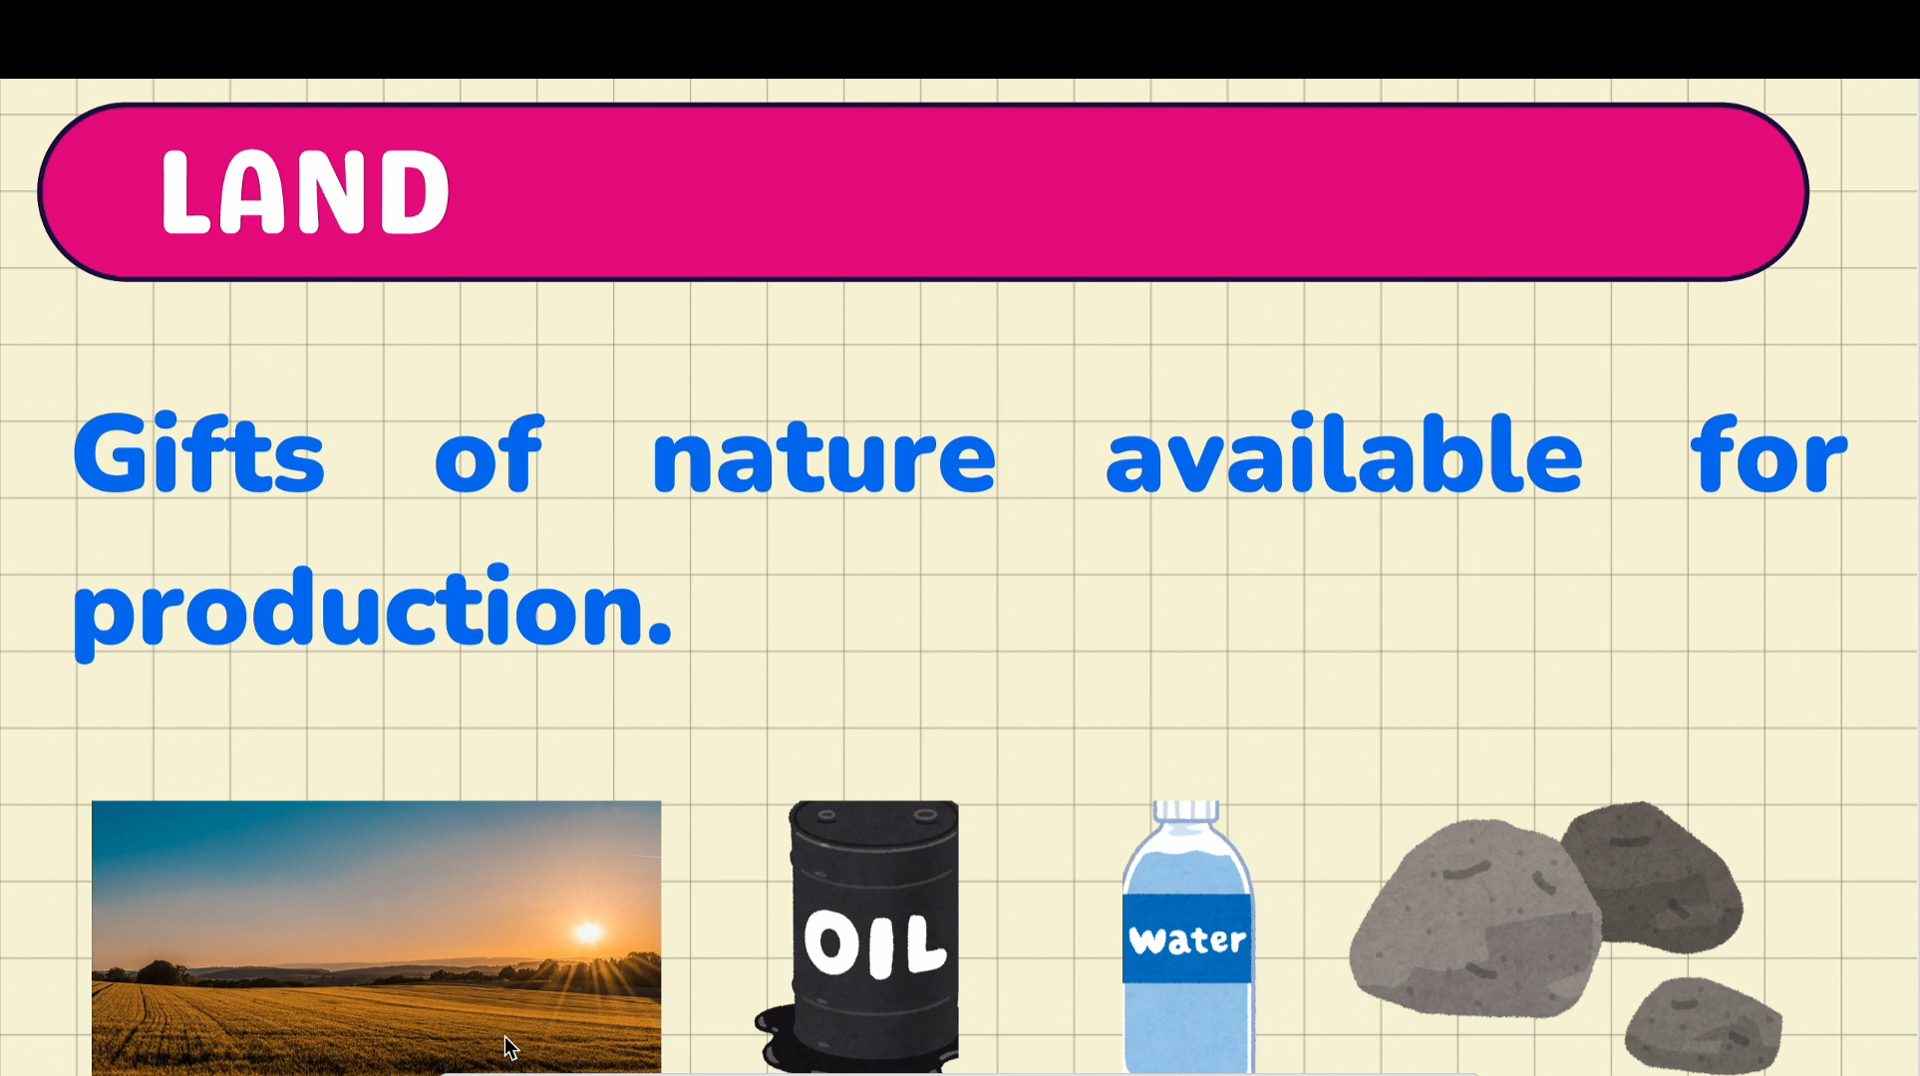 LAND
Gifts of nature available for
production.
OIL
Water